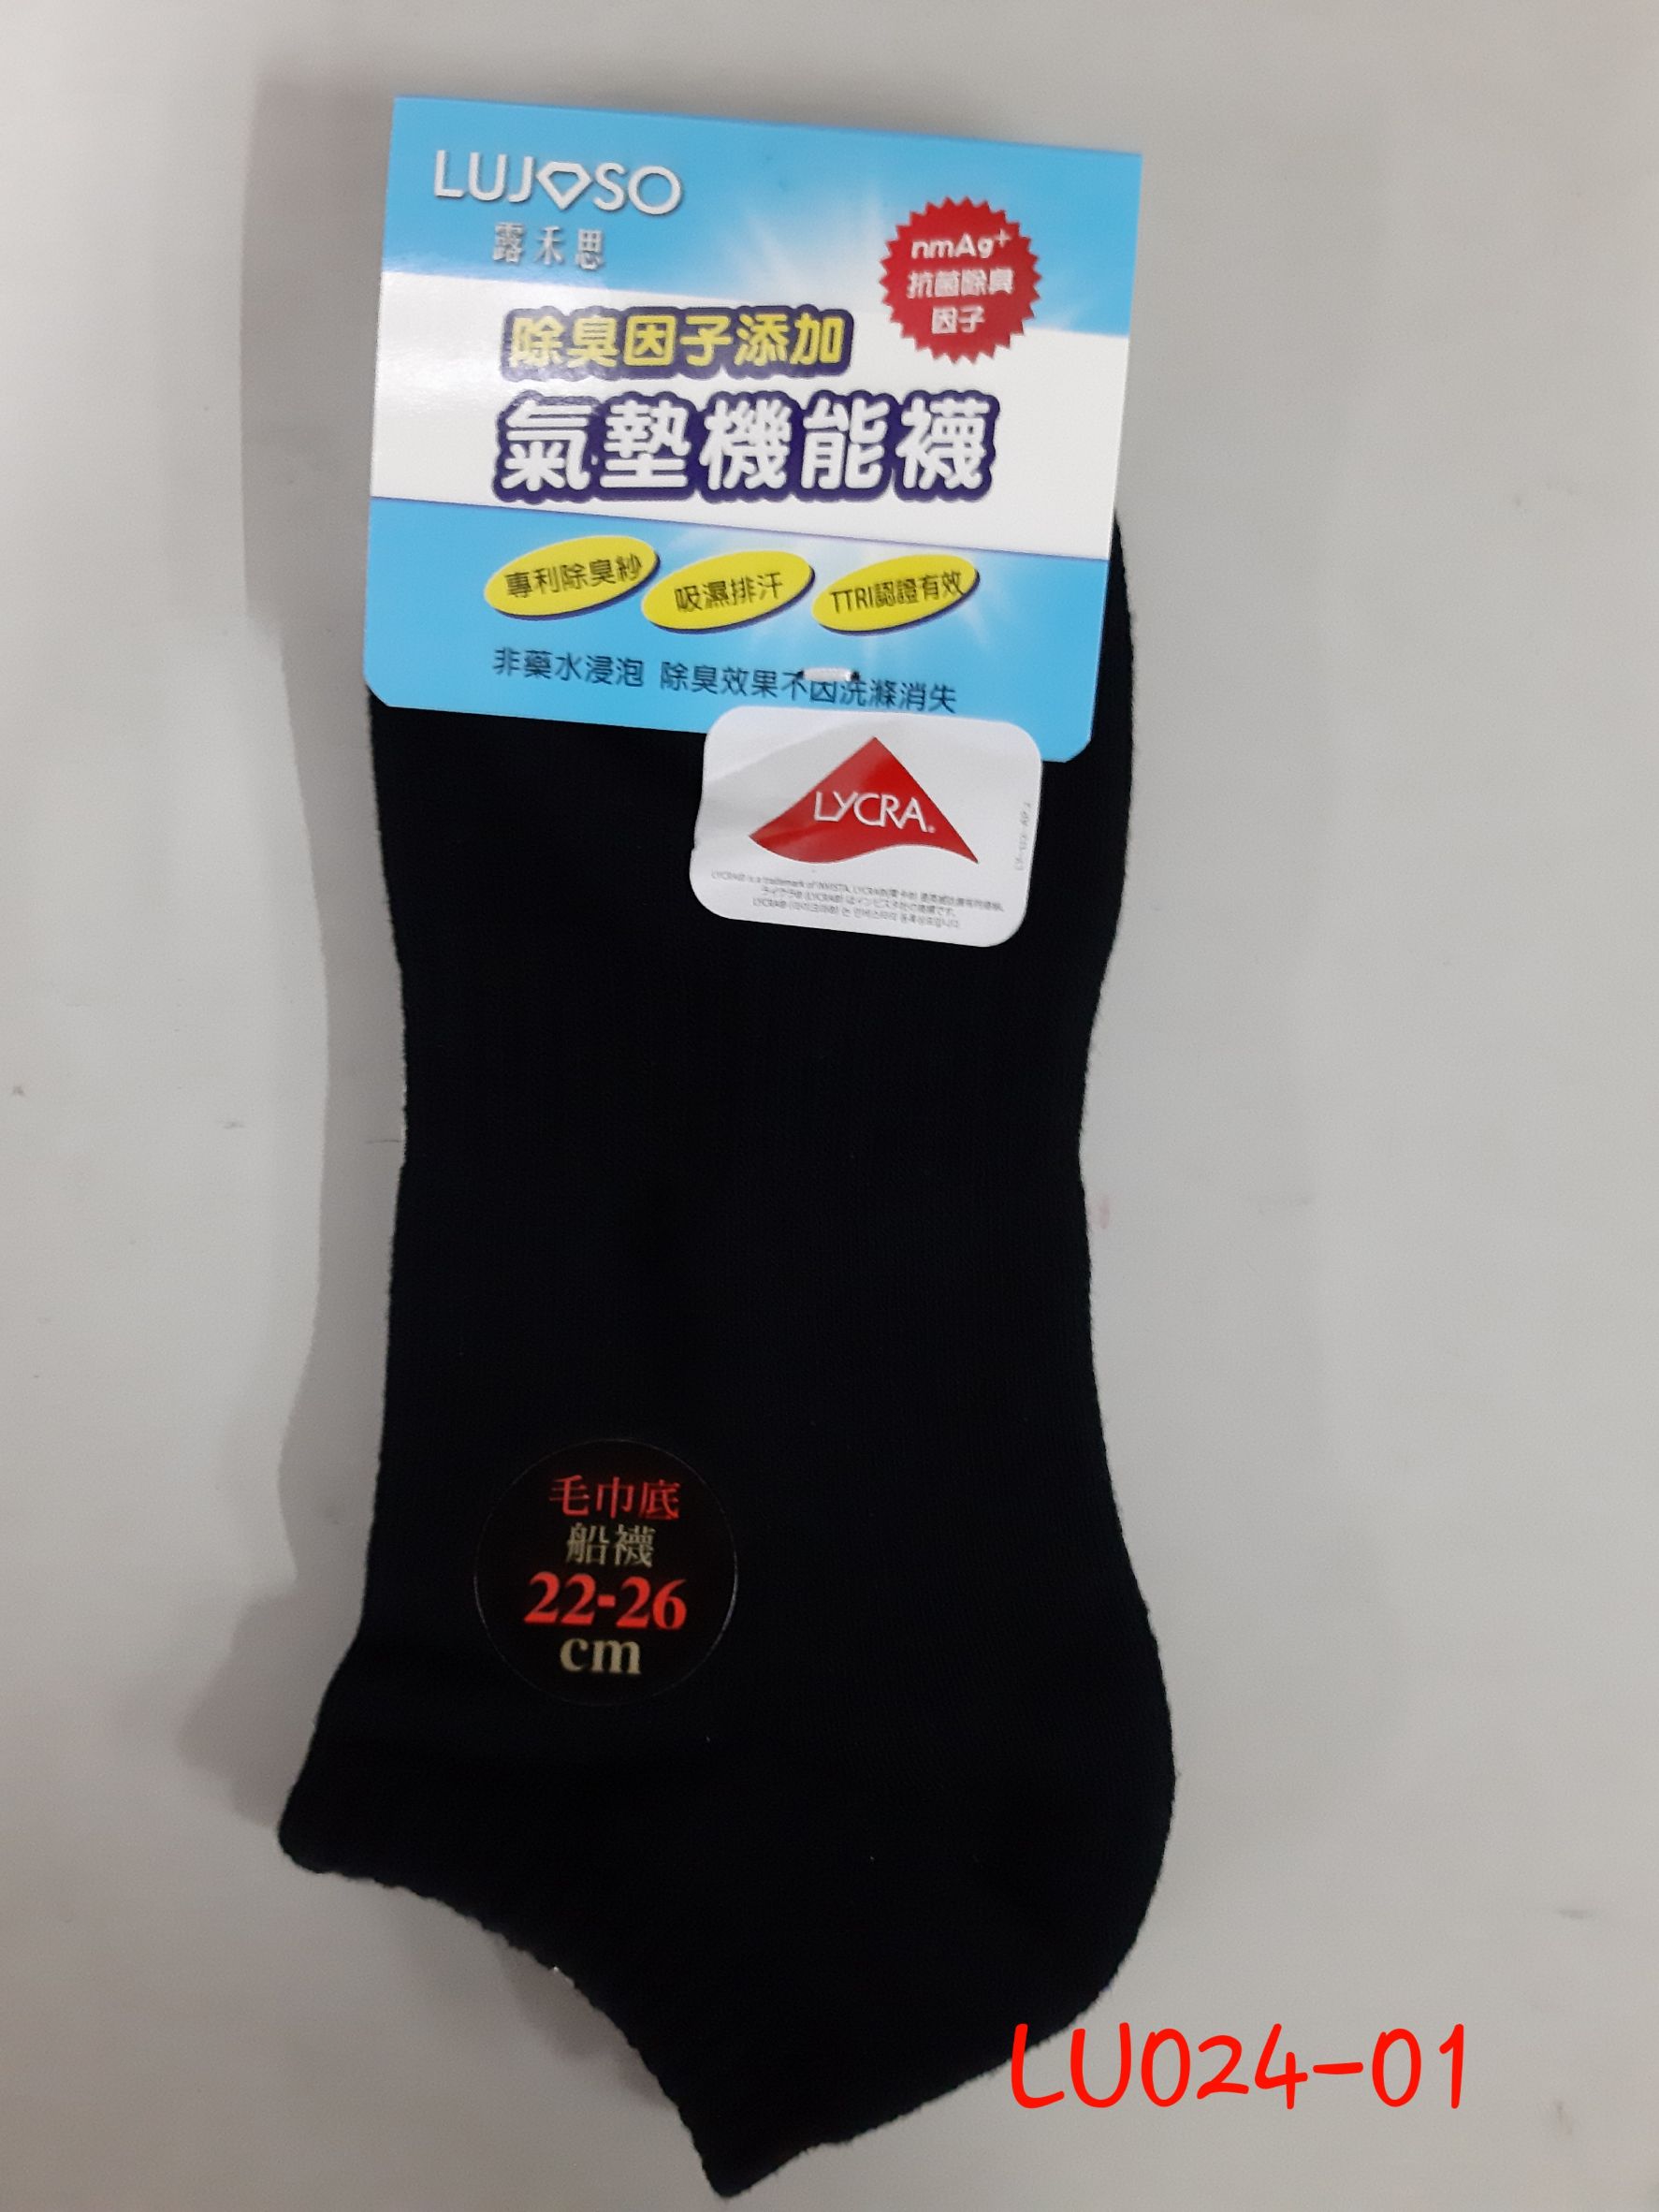 LUJOSO
露禾思
nmAg+
抗菌除臭
因子
除臭因子添加
氣墊機能襪
專利除臭紗
吸濕排汗
TTRI認證有效
非藥水浸泡 除臭效果不因洗滌消失
LYCRA®
毛巾底
船襪
22-26
cm
LU024-01